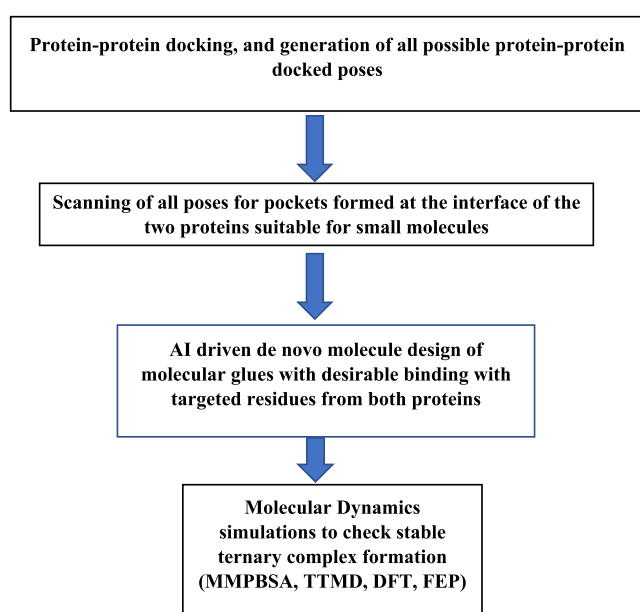 Protein-protein docking, and generation of all possible protein-protein
docked poses
Scanning of all poses for pockets formed at the interface of the
two proteins suitable for small molecules
AI driven de novo molecule design of
molecular glues with desirable binding with
targeted residues from both proteins
Molecular Dynamics
simulations to check stable
ternary complex formation
(MMPBSA, TTMD, DFT, FEP)